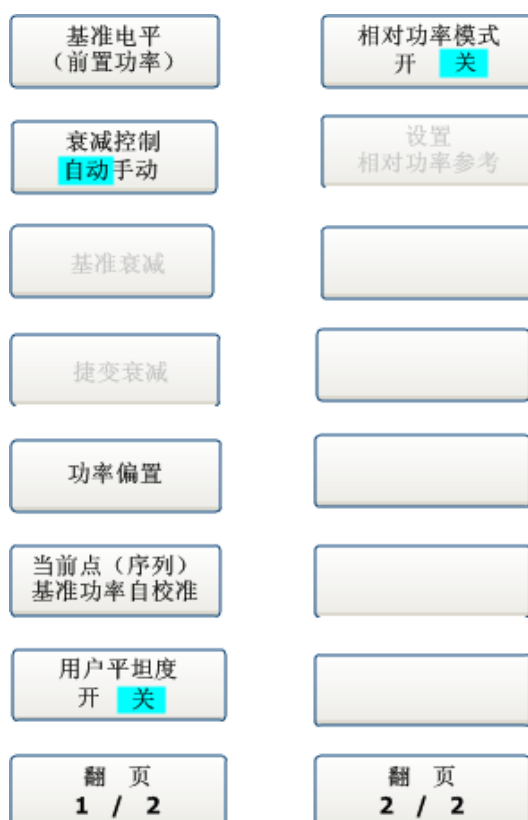 基准电平
（前置功率）
衰减控制
自动手动
基准衰减
捷变衰减
功率偏置
当前点（序列）
基准功率自校准
用户平坦度
开 关
翻 页
1 / 2
相对功率模式
开 关
设置
相对功率参考
翻 页
2 / 2